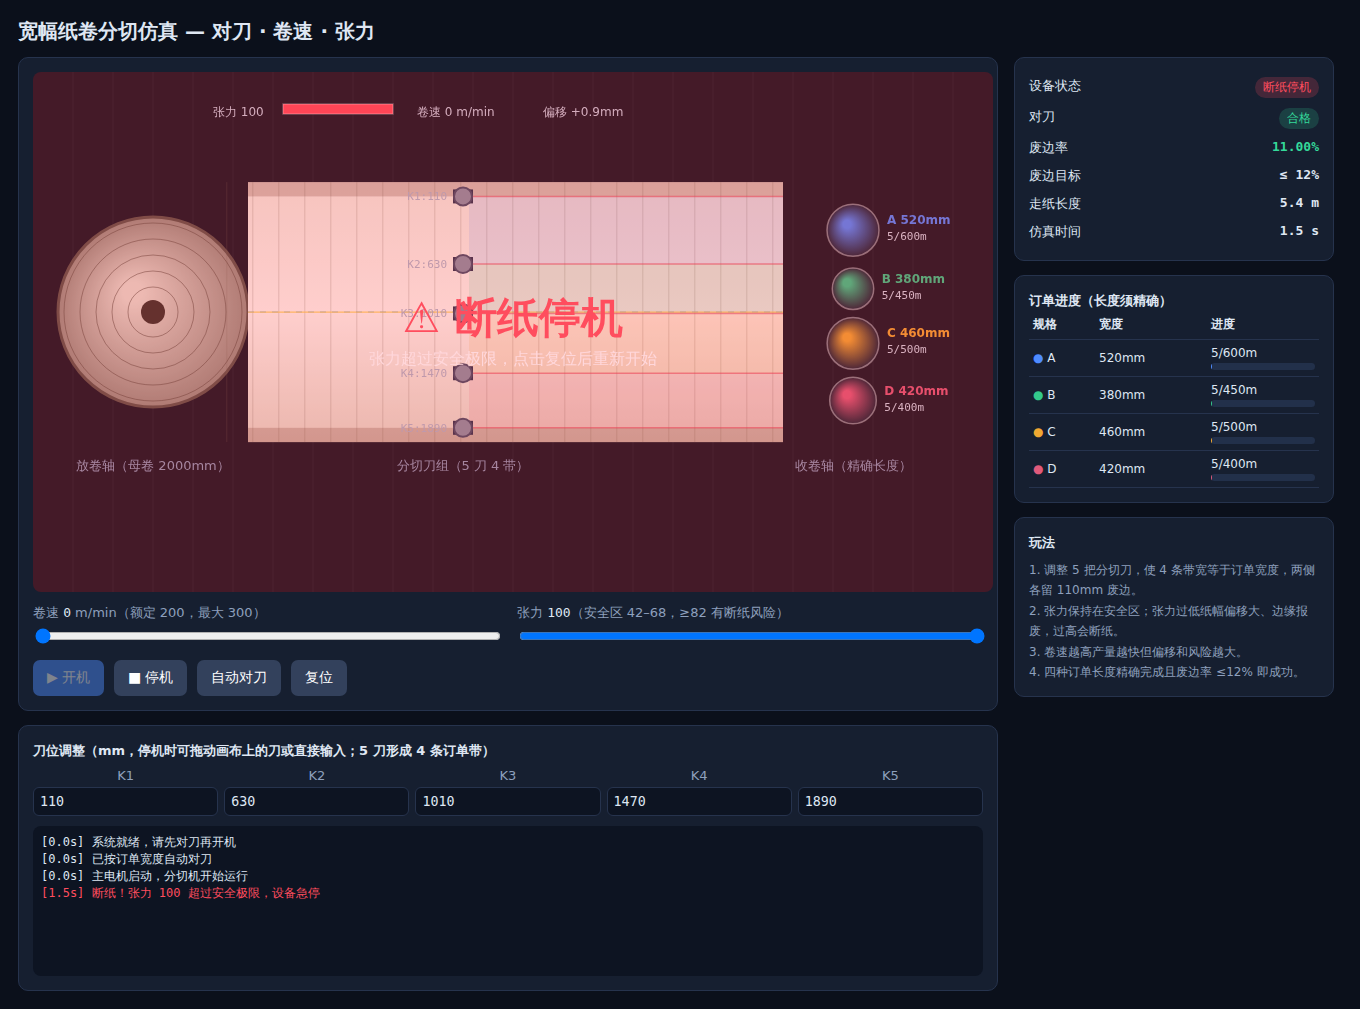 宽幅纸卷分切仿真 — 对刀 · 卷速 · 张力
张力 100
卷速 0 m/min
偏移 +0.9mm
K1:110
K2:630
K3:1010
K4:1470
K5:1890
⚠ 断纸停机
张力超过安全极限，点击复位后重新开始
A 520mm
5/600m
B 380mm
5/450m
C 460mm
5/500m
D 420mm
5/400m
放卷轴（母卷 2000mm）
分切刀组（5 刀 4 带）
收卷轴（精确长度）
卷速 0 m/min（额定 200，最大 300）
张力 100（安全区 42–68，≥82 有断纸风险）
▶ 开机
■ 停机
自动对刀
复位
刀位调整（mm，停机时可拖动画布上的刀或直接输入；5 刀形成 4 条订单带）
K1 K2 K3 K4 K5
110 630 1010 1470 1890
[0.0s] 系统就绪，请先对刀再开机
[0.0s] 已按订单宽度自动对刀
[0.0s] 主电机启动，分切机开始运行
[1.5s] 断纸！张力 100 超过安全极限，设备急停
设备状态 断纸停机
对刀 合格
废边率 11.00%
废边目标 ≤ 12%
走纸长度 5.4 m
仿真时间 1.5 s
订单进度（长度须精确）
规格 宽度 进度
A 520mm 5/600m
B 380mm 5/450m
C 460mm 5/500m
D 420mm 5/400m
玩法
1. 调整 5 把分切刀，使 4 条带宽等于订单宽度，两侧
各留 110mm 废边。
2. 张力保持在安全区；张力过低纸幅偏移大、边缘报
废，过高会断纸。
3. 卷速越高产量越快但偏移和风险越大。
4. 四种订单长度精确完成且废边率 ≤12% 即成功。